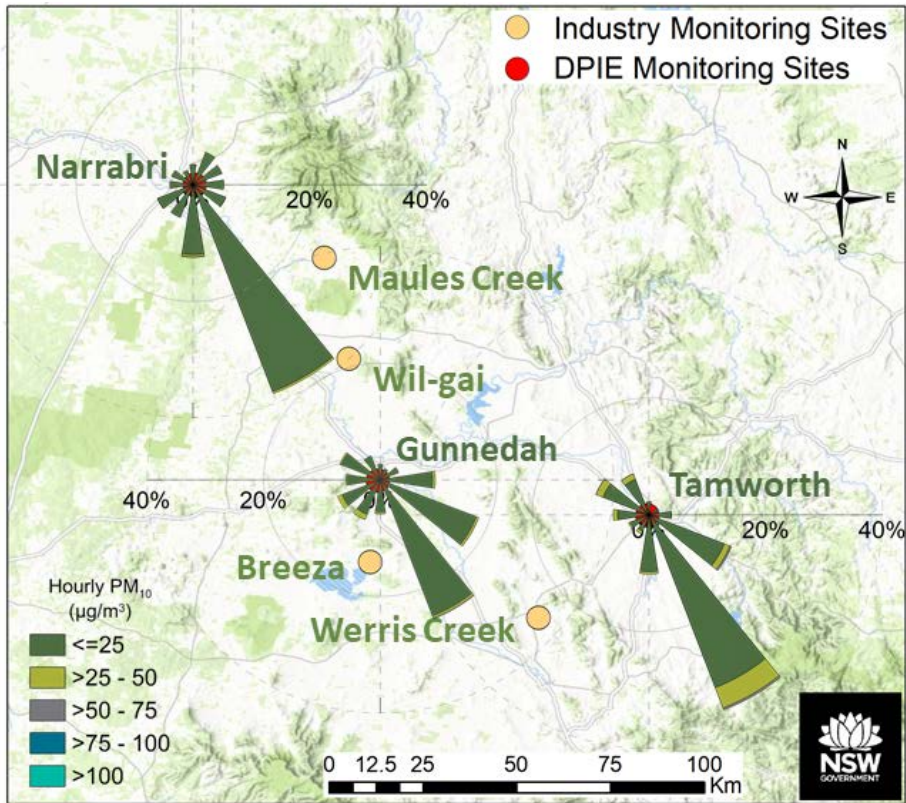 Industry Monitoring Sites
DPIE Monitoring Sites
Narrabri
20%
40%
N
W
E
S
Maules Creek
Wil-gai
Gunnedah
40%
20%
Tamworth
20%
40%
Breeza
Werris Creek
Hourly PM10
(µg/m³)
<=25
>25 - 50
>50 - 75
>75 - 100
>100
0 12.5 25 50 75 100
Km
NSW
GOVERNMENT